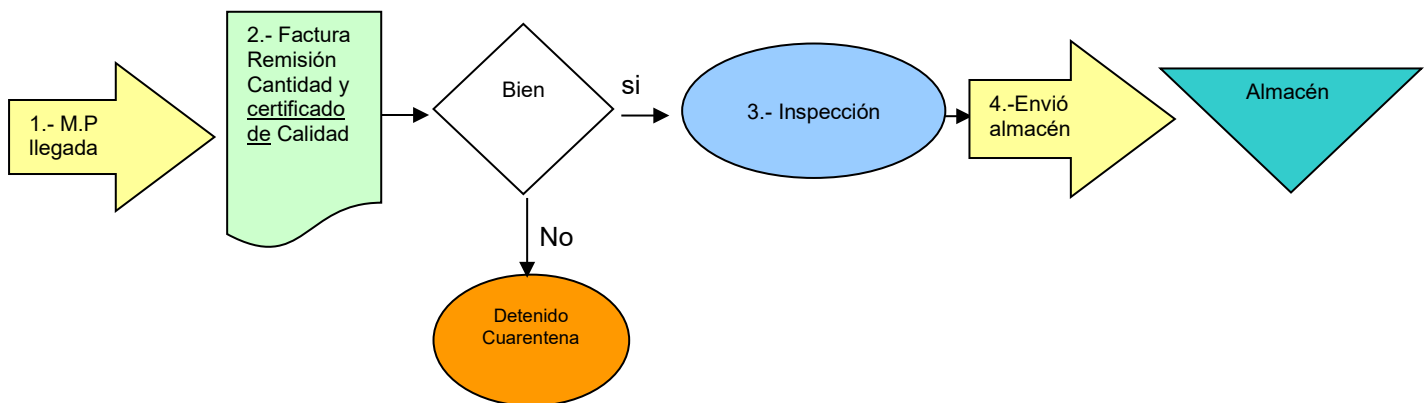 1.- M.P
llegada
2.- Factura
Remisión
Cantidad y
certificado
de Calidad
Bien
si
No
Detenido
Cuarentena
3.- Inspección
4.-Envió
almacén
Almacén